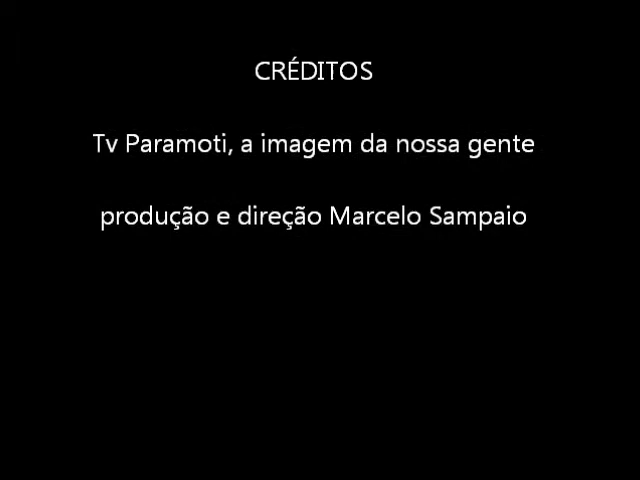 CRÉDITOS
Tv Paramoti, a imagem da nossa gente
produção e direção Marcelo Sampaio